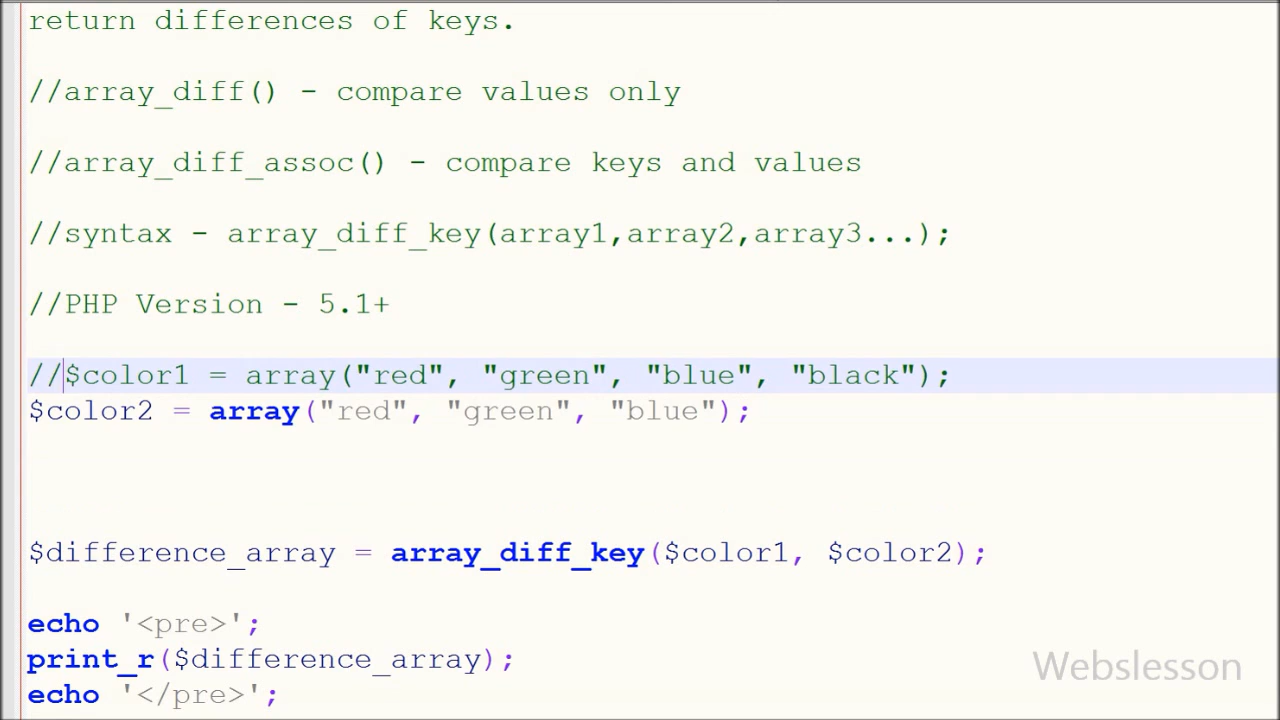 return differences of keys.
//array_diff() - compare values only
//array_diff_assoc() - compare keys and values
//syntax - array_diff_key(array1,array2,array3...);
//PHP Version - 5.1+
//$color1 = array("red", "green", "blue", "black");
$color2 = array("red", "green", "blue");
$difference_array = array_diff_key($color1, $color2);
echo '<pre>';
print_r($difference_array);
echo '</pre>';
Webslesson